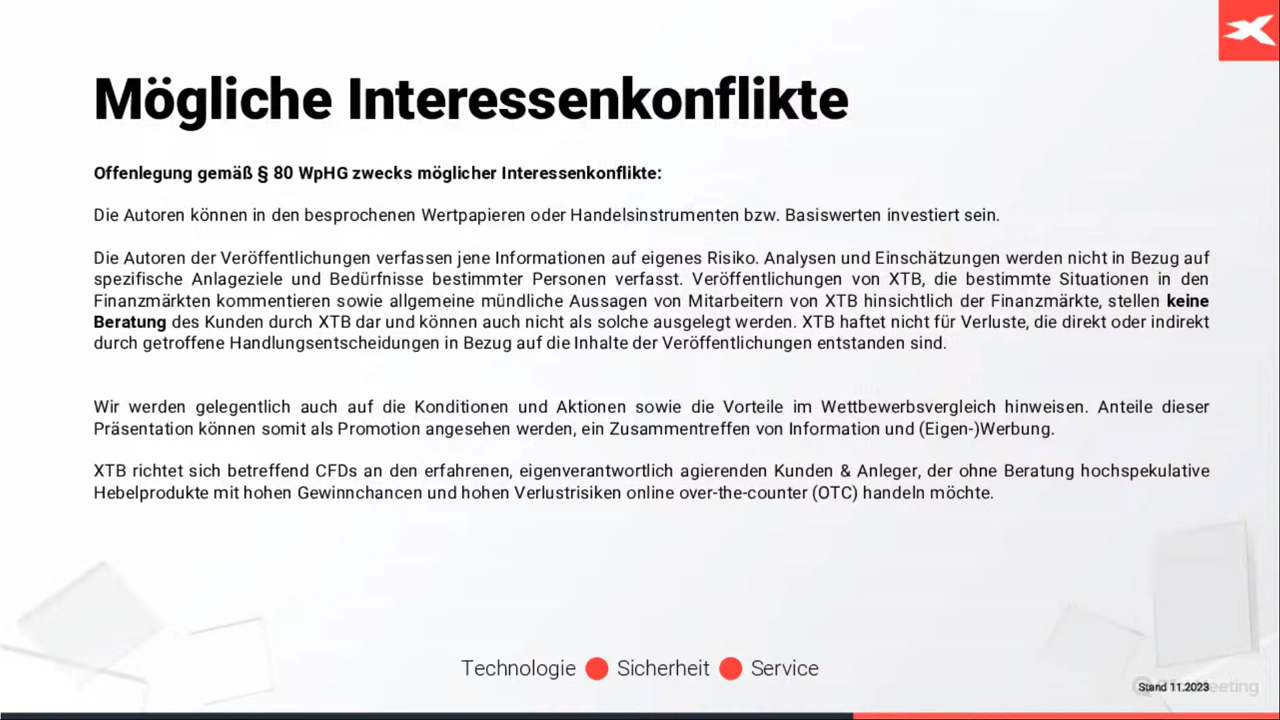 Mögliche Interessenkonflikte
Offenlegung gemäß § 80 WpHG zwecks möglicher Interessenkonflikte:
Die Autoren können in den besprochenen Wertpapieren oder Handelsinstrumenten bzw. Basiswerten investiert sein.
Die Autoren der Veröffentlichungen verfassen jene Informationen auf eigenes Risiko. Analysen und Einschätzungen werden nicht in Bezug auf
spezifische Anlageziele und Bedürfnisse bestimmter Personen verfasst. Veröffentlichungen von XTB, die bestimmte Situationen in den
Finanzmärkten kommentieren sowie allgemeine mündliche Aussagen von Mitarbeitern von XTB hinsichtlich der Finanzmärkte, stellen keine
Beratung des Kunden durch XTB dar und können auch nicht als solche ausgelegt werden. XTB haftet nicht für Verluste, die direkt oder indirekt
durch getroffene Handlungsentscheidungen in Bezug auf die Inhalte der Veröffentlichungen entstanden sind.
Wir werden gelegentlich auch auf die Konditionen und Aktionen sowie die Vorteile im Wettbewerbsvergleich hinweisen. Anteile dieser
Präsentation können somit als Promotion angesehen werden, ein Zusammentreffen von Information und (Eigen-)Werbung.
XTB richtet sich betreffend CFDs an den erfahrenen, eigenverantwortlich agierenden Kunden & Anleger, der ohne Beratung hochspekulative
Hebelprodukte mit hohen Gewinnchancen und hohen Verlustrisiken online over-the-counter (OTC) handeln möchte.
Technologie Sicherheit Service
Stand 11.2023